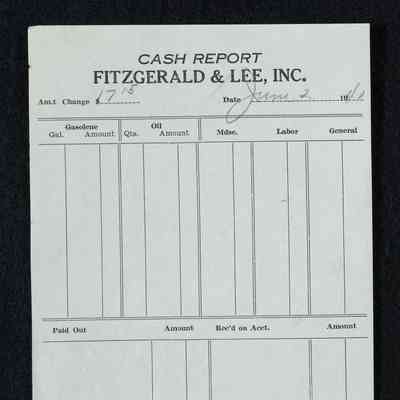 CASH REPORT
FITZGERALD & LEE, INC.
Am.t Change $ 17 15 Date June 2 19
Gasolene Oil
Gal. Amount Qts. Amount Mdse. Labor General
Paid Out Amount Rec'd on Acct. Amount